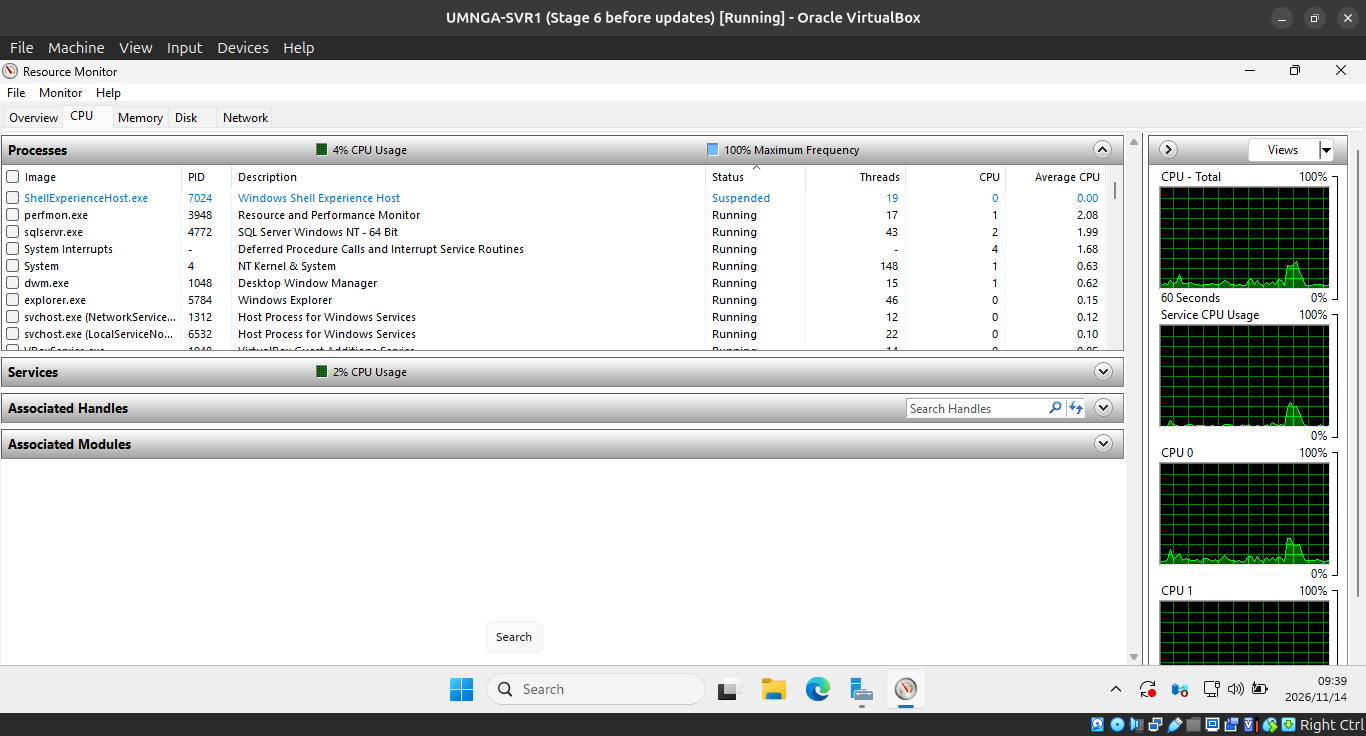 UMNGA-SVR1 (Stage 6 before updates) [Running] - Oracle VirtualBox
File Machine View Input Devices Help
Resource Monitor
File Monitor Help
Overview CPU Memory Disk Network
Processes 4% CPU Usage 100% Maximum Frequency
Image PID Description Status Threads CPU Average CPU
ShellExperienceHost.exe 7024 Windows Shell Experience Host Suspended 19 0 0.00
perfmon.exe 3948 Resource and Performance Monitor Running 17 1 2.08
sqlservr.exe 4772 SQL Server Windows NT - 64 Bit Running 43 2 1.99
System Interrupts - Deferred Procedure Calls and Interrupt Service Routines Running - 4 1.68
System 4 NT Kernel & System Running 148 1 0.63
dwm.exe 1048 Desktop Window Manager Running 15 1 0.62
explorer.exe 5784 Windows Explorer Running 46 0 0.15
svchost.exe (NetworkService... 1312 Host Process for Windows Services Running 12 0 0.12
svchost.exe (LocalServiceNo... 6532 Host Process for Windows Services Running 22 0 0.10
Services 2% CPU Usage
Associated Handles Search Handles
Associated Modules
Views
CPU - Total 100%
60 Seconds 0%
Service CPU Usage 100%
0%
CPU 0 100%
0%
CPU 1 100%
Search
Search
09:39
2026/11/14
Right Ctrl